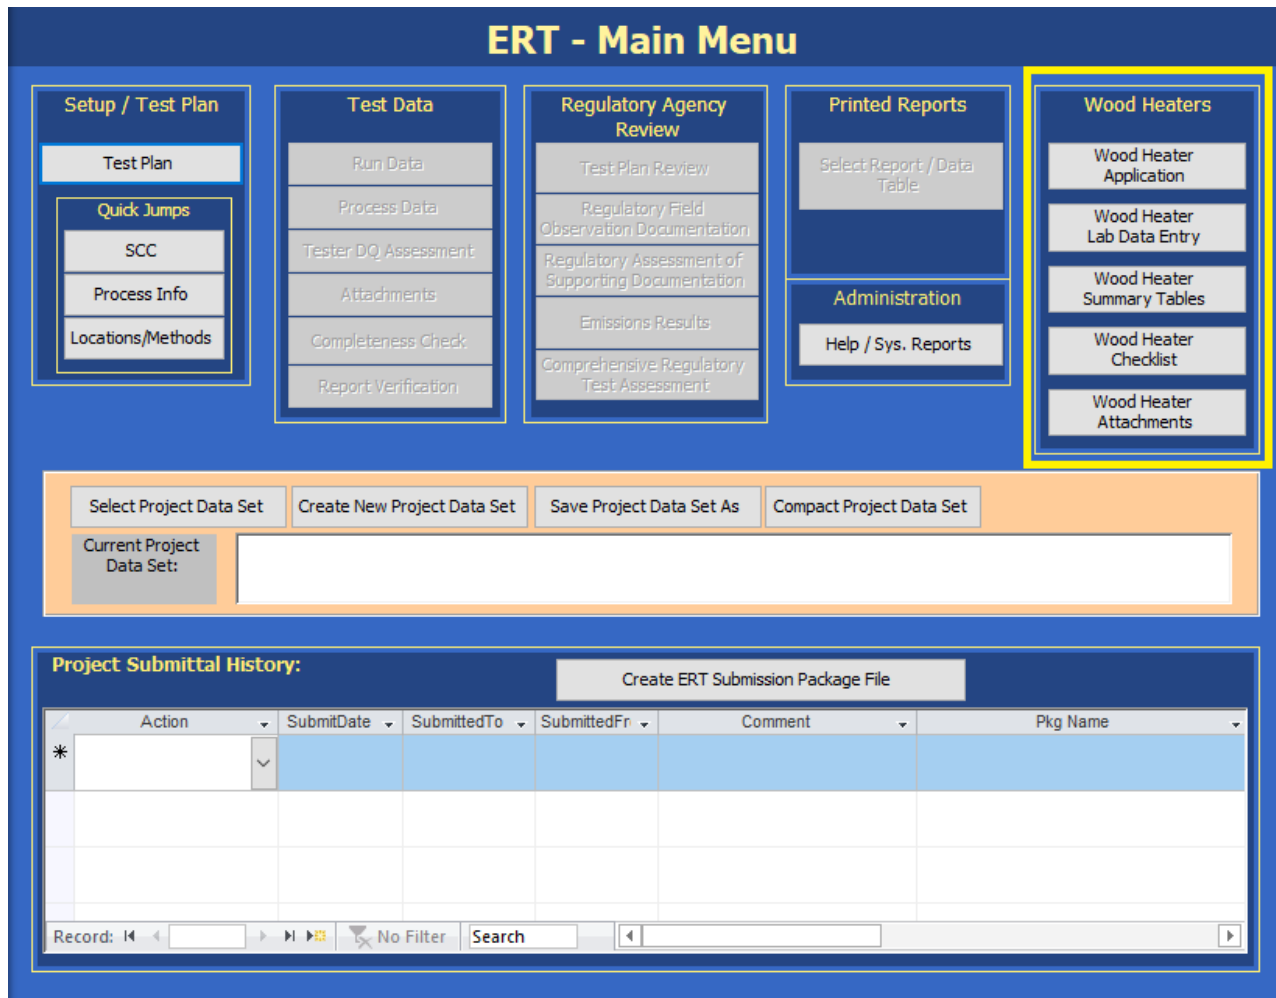 ERT - Main Menu
Setup / Test Plan
Test Plan
Quick Jumps
SCC
Process Info
Locations/Methods
Test Data
Run Data
Process Data
Tester DQ Assessment
Attachments
Completeness Check
Report Verification
Regulatory Agency
Review
Test Plan Review
Regulatory Field
Observation Documentation
Regulatory Assessment of
Supporting Documentation
Emissions Results
Comprehensive Regulatory
Test Assessment
Printed Reports
Select Report / Data
Table
Administration
Help / Sys. Reports
Wood Heaters
Wood Heater
Application
Wood Heater
Lab Data Entry
Wood Heater
Summary Tables
Wood Heater
Checklist
Wood Heater
Attachments
Select Project Data Set
Create New Project Data Set
Save Project Data Set As
Compact Project Data Set
Current Project
Data Set:
Project Submittal History:
Create ERT Submission Package File
Action SubmitDate SubmittedTo SubmittedFr Comment Pkg Name
Record: No Filter Search